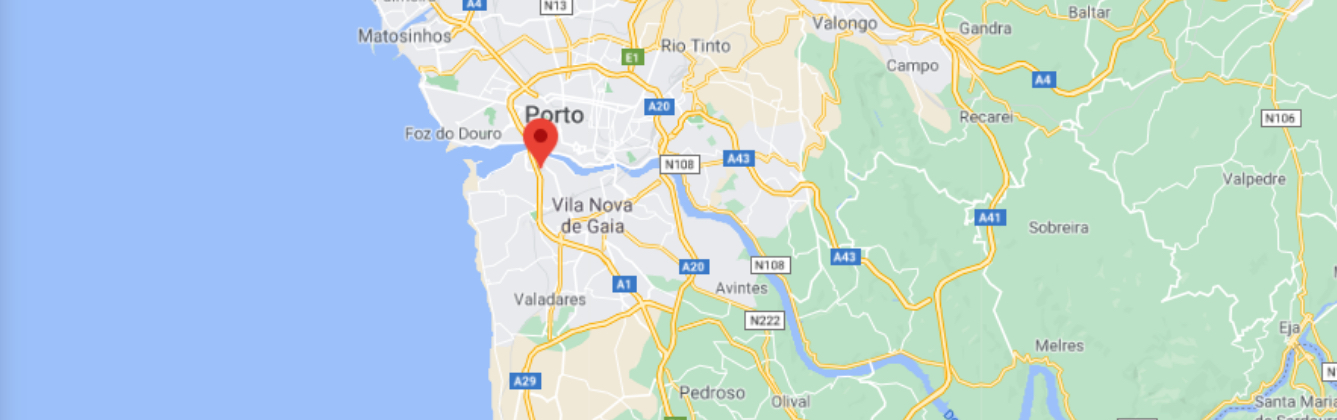 A4
N13
Matosinhos
Valongo
Baltar
Gandra
Rio Tinto
E1
Campo
A4
A20
Porto
Foz do Douro
Recarei
N106
N108
A43
Valpedre
Vila Nova
de Gaia
A41
Sobreira
A20
N108
A43
A1
Avintes
Valadares
N222
Eja
Melres
A29
Pedroso
Olival
Santa Maria